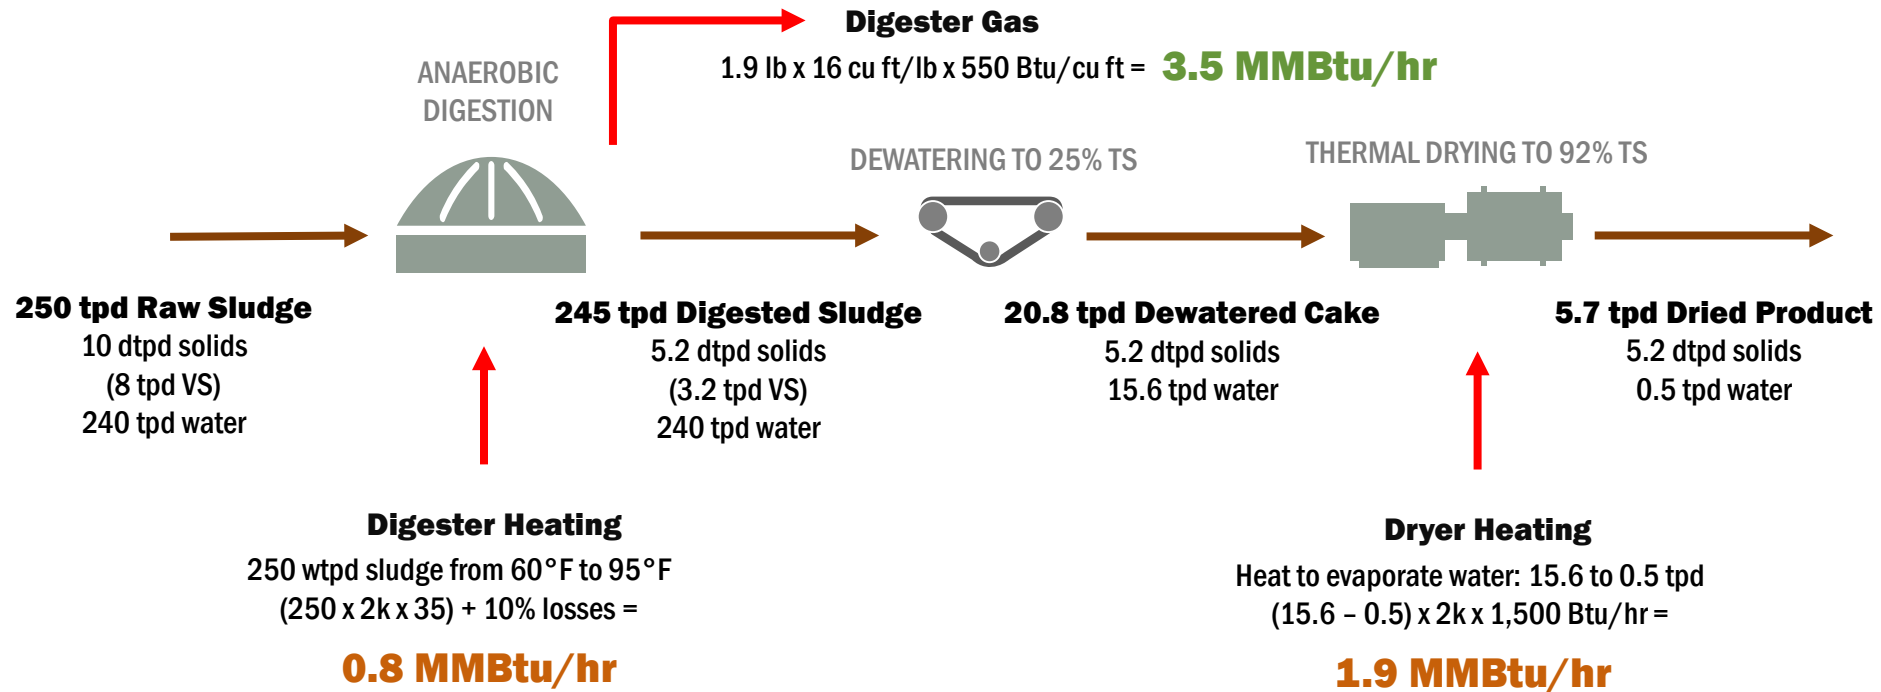 Digester Gas
1.9 lb x 16 cu ft/lb x 550 Btu/cu ft = 3.5 MMBtu/hr
ANAEROBIC
DIGESTION
DEWATERING TO 25% TS
THERMAL DRYING TO 92% TS
250 tpd Raw Sludge
10 dtpd solids
(8 tpd VS)
240 tpd water
245 tpd Digested Sludge
5.2 dtpd solids
(3.2 tpd VS)
240 tpd water
20.8 tpd Dewatered Cake
5.2 dtpd solids
15.6 tpd water
5.7 tpd Dried Product
5.2 dtpd solids
0.5 tpd water
Digester Heating
250 wtpd sludge from 60°F to 95°F
(250 x 2k x 35) + 10% losses =
0.8 MMBtu/hr
Dryer Heating
Heat to evaporate water: 15.6 to 0.5 tpd
(15.6 – 0.5) x 2k x 1,500 Btu/hr =
1.9 MMBtu/hr